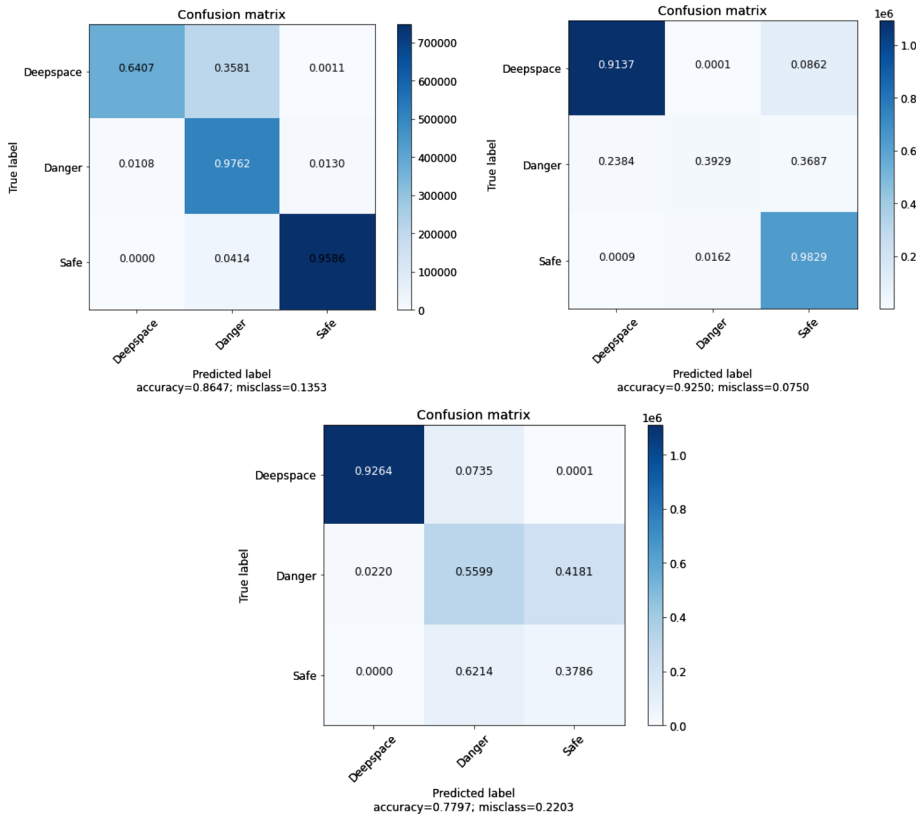 Confusion matrix
True label
Deepspace 0.6407 0.3581 0.0011
Danger 0.0108 0.9762 0.0130
Safe 0.0000 0.0414 0.9586
Deepspace Danger Safe
Predicted label
accuracy=0.8647; misclass=0.1353
700000
600000
500000
400000
300000
200000
100000
0
Confusion matrix
True label
Deepspace 0.9137 0.0001 0.0862
Danger 0.2384 0.3929 0.3687
Safe 0.0009 0.0162 0.9829
Deepspace Danger Safe
Predicted label
accuracy=0.9250; misclass=0.0750
1e6
1.0
0.8
0.6
0.4
0.2
Confusion matrix
True label
Deepspace 0.9264 0.0735 0.0001
Danger 0.0220 0.5599 0.4181
Safe 0.0000 0.6214 0.3786
Deepspace Danger Safe
Predicted label
accuracy=0.7797; misclass=0.2203
1e6
1.0
0.8
0.6
0.4
0.2
0.0